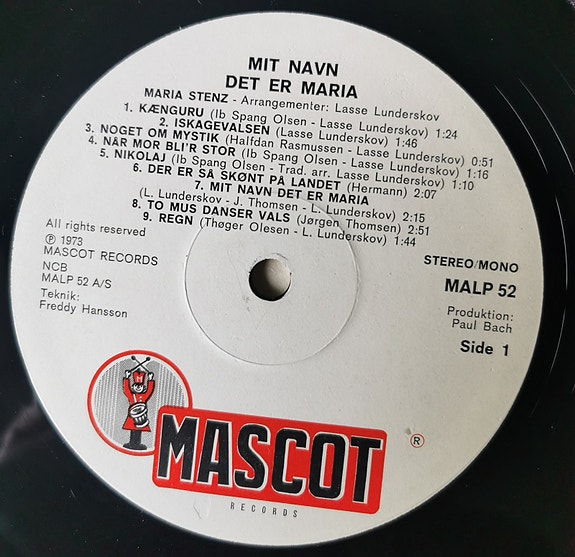 MIT NAVN
DET ER MARIA
MARIA STENZ - Arrangementer: Lasse Lunderskov
1. KÆNGURU (Ib Spang Olsen - Lasse Lunderskov) 1:24
2. ISKAGEVALSEN (Lasse Lunderskov) 1:46
3. NOGET OM MYSTIK (Halfdan Rasmussen - Lasse Lunderskov) 0:51
4. NÅR MOR BLI'R STOR (Ib Spang Olsen - Lasse Lunderskov) 1:16
5. NIKOLAJ (Ib Spang Olsen - Trad. arr. Lasse Lunderskov) 1:10
6. DER ER SA SKØNT PÅ LANDET (Hermann) 2:07
7. MIT NAVN DET ER MARIA
(L. Lunderskov - J. Thomsen - L. Lunderskov) 2:15
8. TO MUS DANSER VALS (Jørgen Thomsen) 2:51
9. REGN (Thøger Olesen - L. Lunderskov) 1:44
All rights reserved
℗ 1973
MASCOT RECORDS
NCB
MALP 52 A/S
Teknik:
Freddy Hansson
STEREO/MONO
MALP 52
Produktion:
Paul Bach
Side 1
M
MASCOT
®
RECORDS